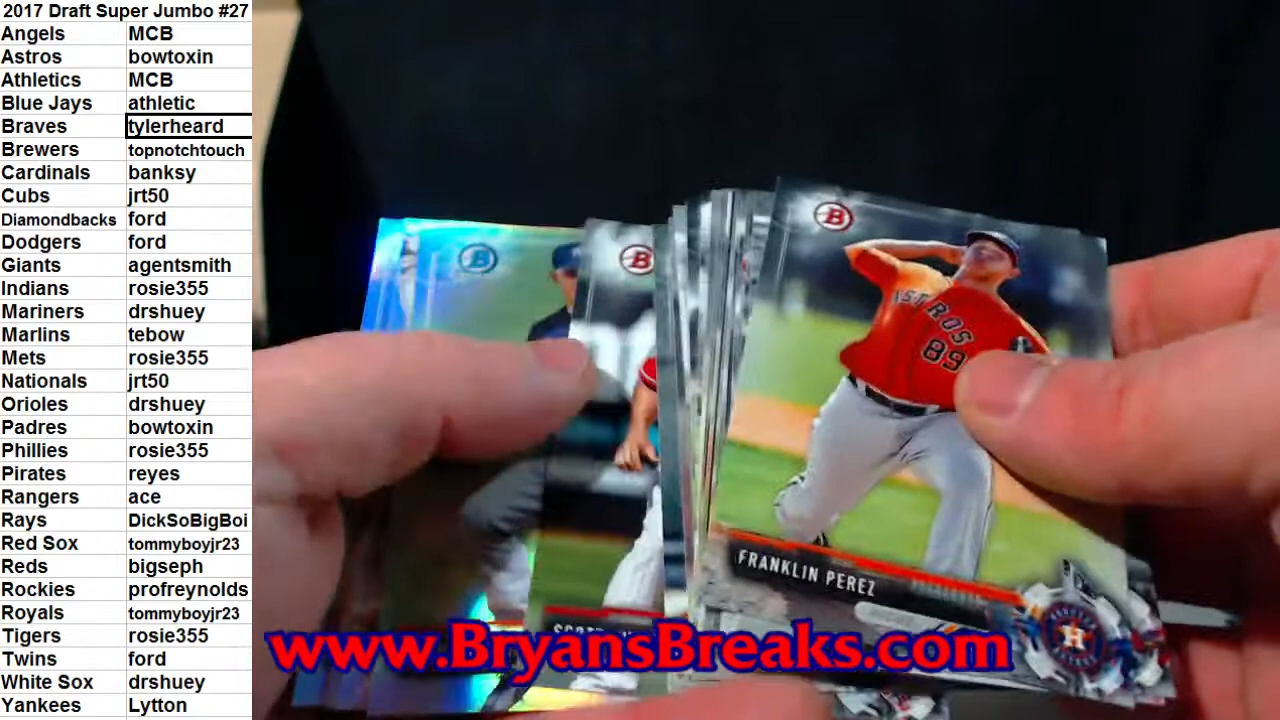 2017 Draft Super Jumbo #27
Angels MCB
Astros bowtoxin
Athletics MCB
Blue Jays athletic
Braves tylerheard
Brewers topnotchtouch
Cardinals banksy
Cubs jrt50
Diamondbacks ford
Dodgers ford
Giants agentsmith
Indians rosie355
Mariners drshuey
Marlins tebow
Mets rosie355
Nationals jrt50
Orioles drshuey
Padres bowtoxin
Phillies rosie355
Pirates reyes
Rangers ace
Rays DickSoBigBoi
Red Sox tommyboyjr23
Reds bigseph
Rockies profreynolds
Royals tommyboyjr23
Tigers rosie355
Twins ford
White Sox drshuey
Yankees Lytton
B
B
B
ASTROS
89
FRANKLIN PEREZ
H
www.BryansBreaks.com